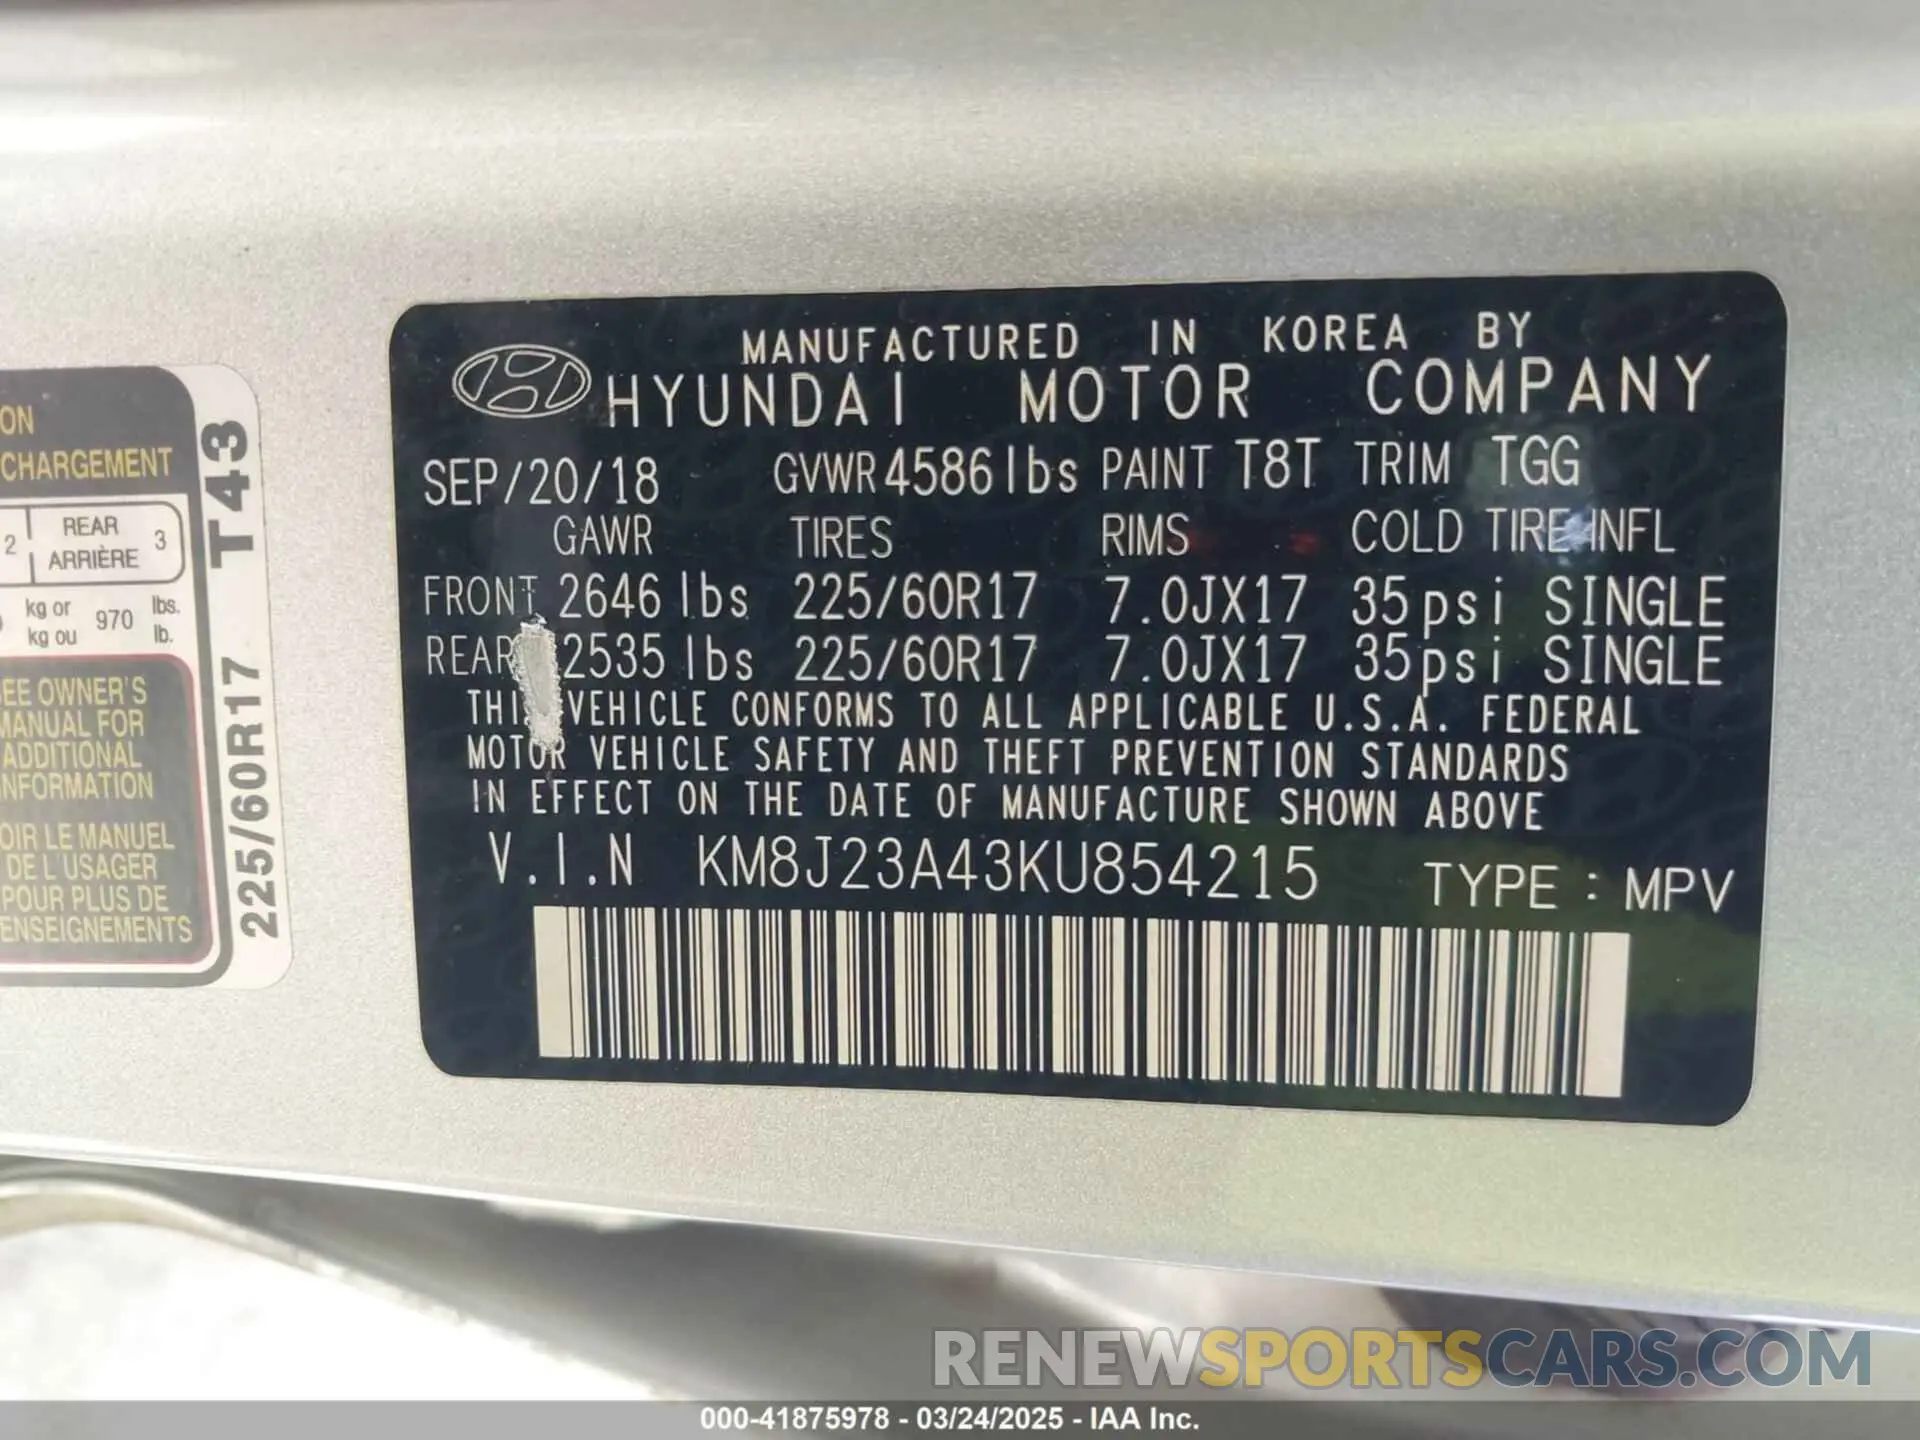 MANUFACTURED IN KOREA BY
HYUNDAI MOTOR COMPANY
SEP/20/18 GVWR 4586 lbs PAINT T8T TRIM TGG
GAWR TIRES RIMS COLD TIRE INFL
FRONT 2646 lbs 225/60R17 7.0JX17 35psi SINGLE
REAR 2535 lbs 225/60R17 7.0JX17 35psi SINGLE
VEHICLE CONFORMS TO ALL APPLICABLE U.S.A. FEDERAL
MOTOR VEHICLE SAFETY AND THEFT PREVENTION STANDARDS
IN EFFECT ON THE DATE OF MANUFACTURE SHOWN ABOVE
V.I.N KM8J23A43KU854215 TYPE : MPV
ON
CHARGEMENT
2 REAR 3
ARRIÈRE
kg or 970 lbs.
kg ou lb.
EE OWNER'S
MANUAL FOR
ADDITIONAL
NFORMATION
OIR LE MANUEL
DE L'USAGER
POUR PLUS DE
ENSEIGNEMENTS
225/60R17 T43
RENEWSPORTSCARS.COM
000-41875978 - 03/24/2025 - IAA Inc.